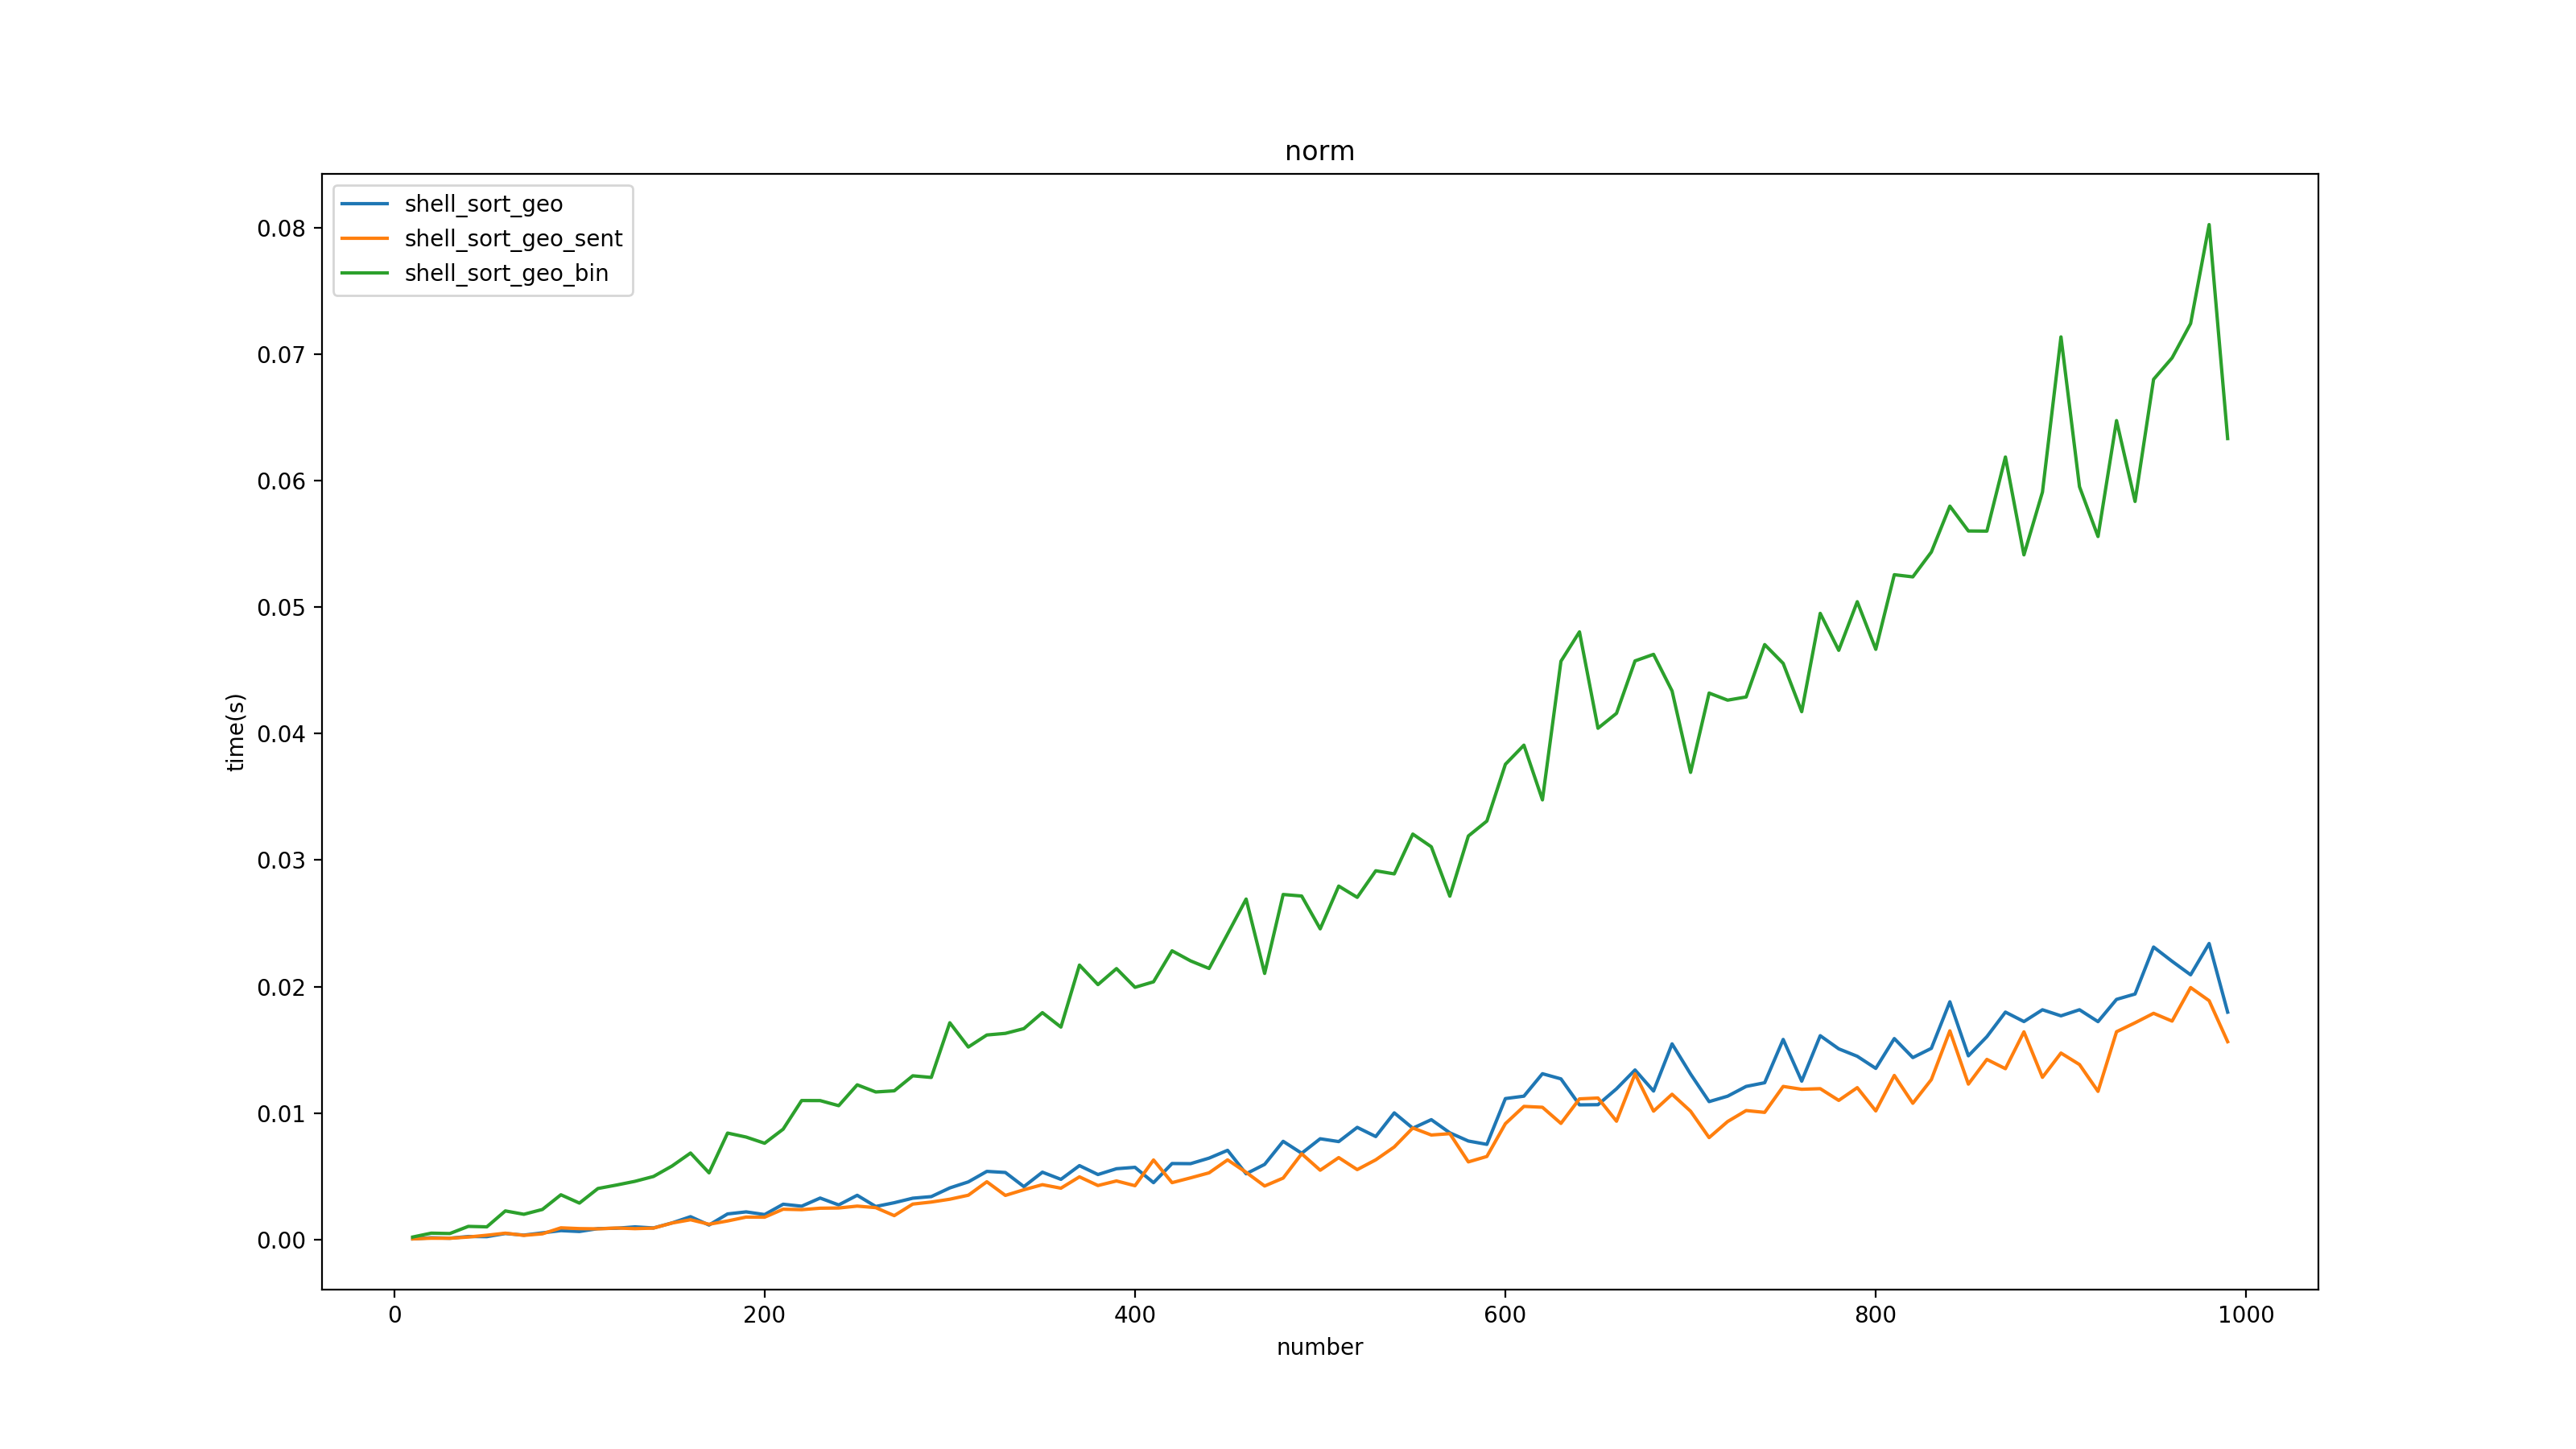 norm
shell_sort_geo
shell_sort_geo_sent
shell_sort_geo_bin
0.08
0.07
0.06
0.05
0.04
0.03
0.02
0.01
0.00
time(s)
0 200 400 600 800 1000
number